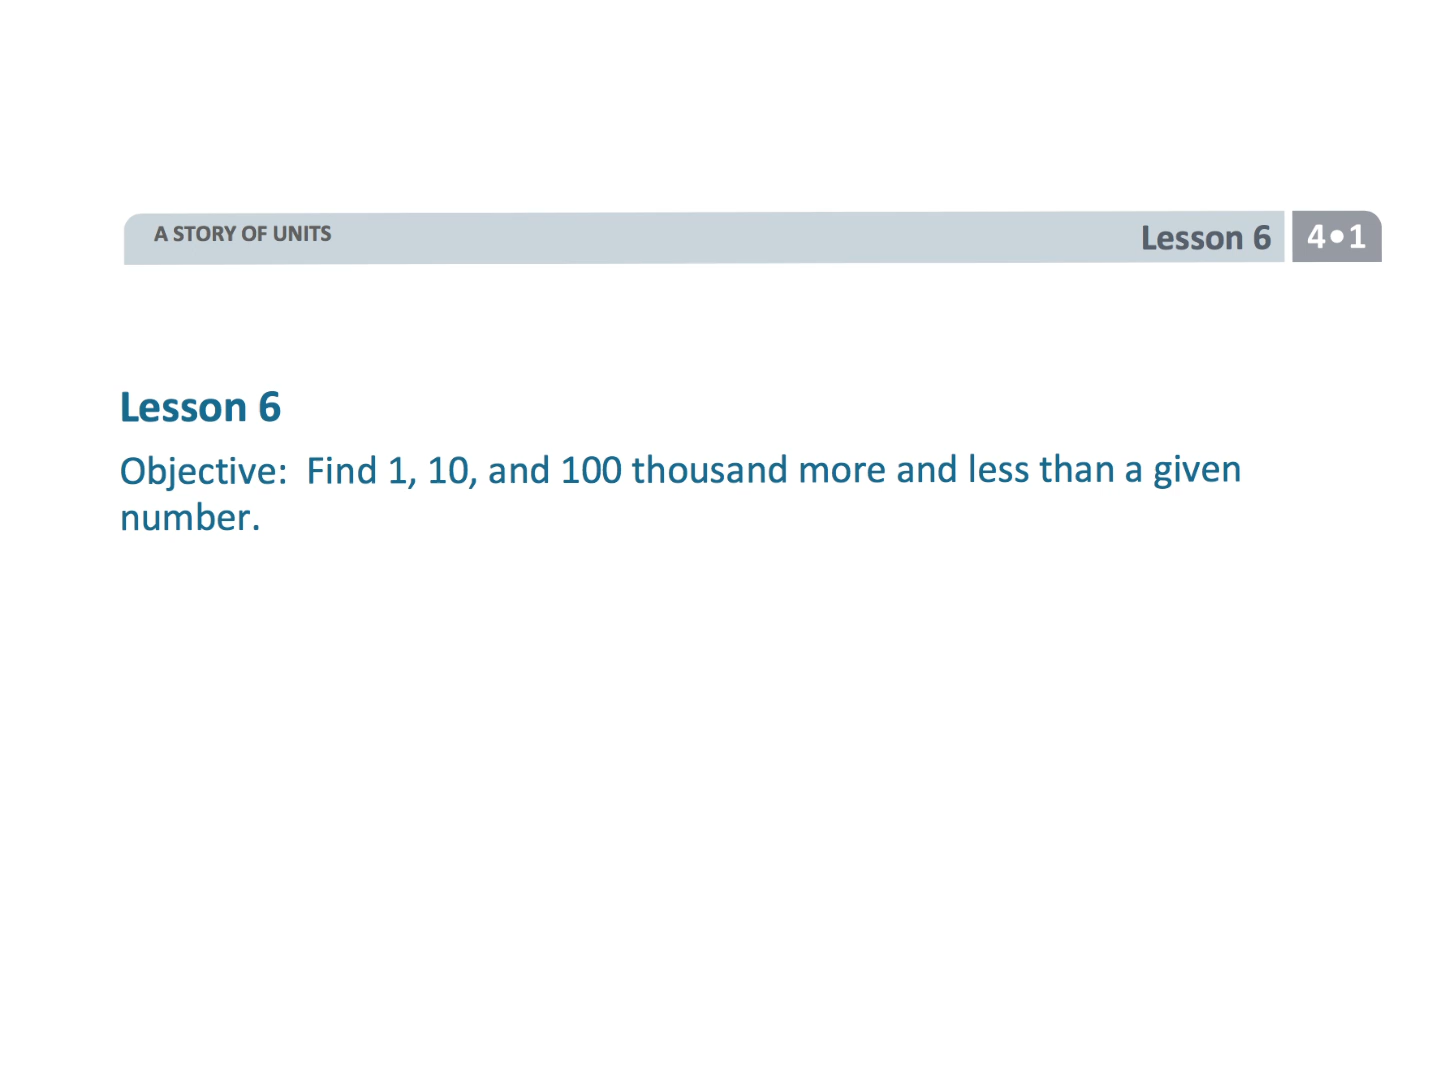 A STORY OF UNITS
Lesson 6
4•1
Lesson 6
Objective: Find 1, 10, and 100 thousand more and less than a given
number.